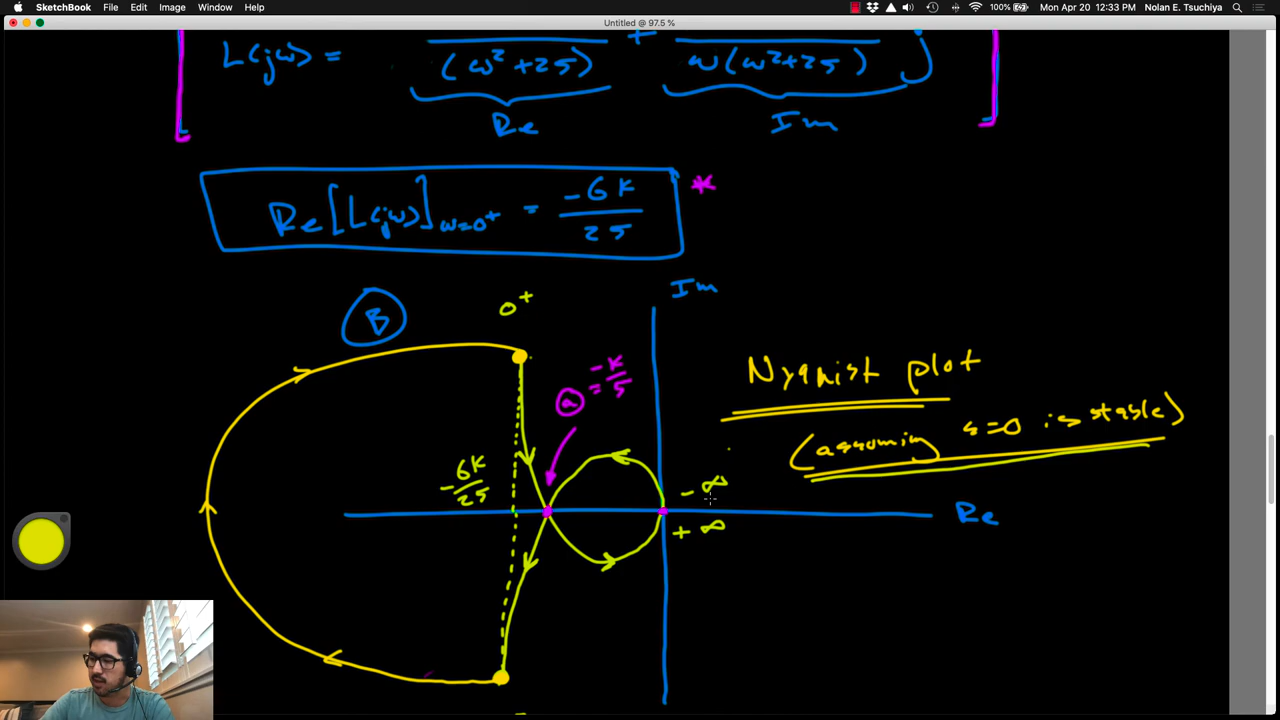 SketchBook File Edit Image Window Help 100% Mon Apr 20 12:33 PM Nolan E. Tsuchiya
Untitled @ 97.5 %
L(jω) = (ω²+25) + ω(ω²+25)
Re Im
Re[L(jω)]ω=0⁺ = -6K/25 *
Im
0⁺
B
a = -K/5
Nyquist plot
(assuming s=0 is stable)
-6K/25
-∞
Re
+∞